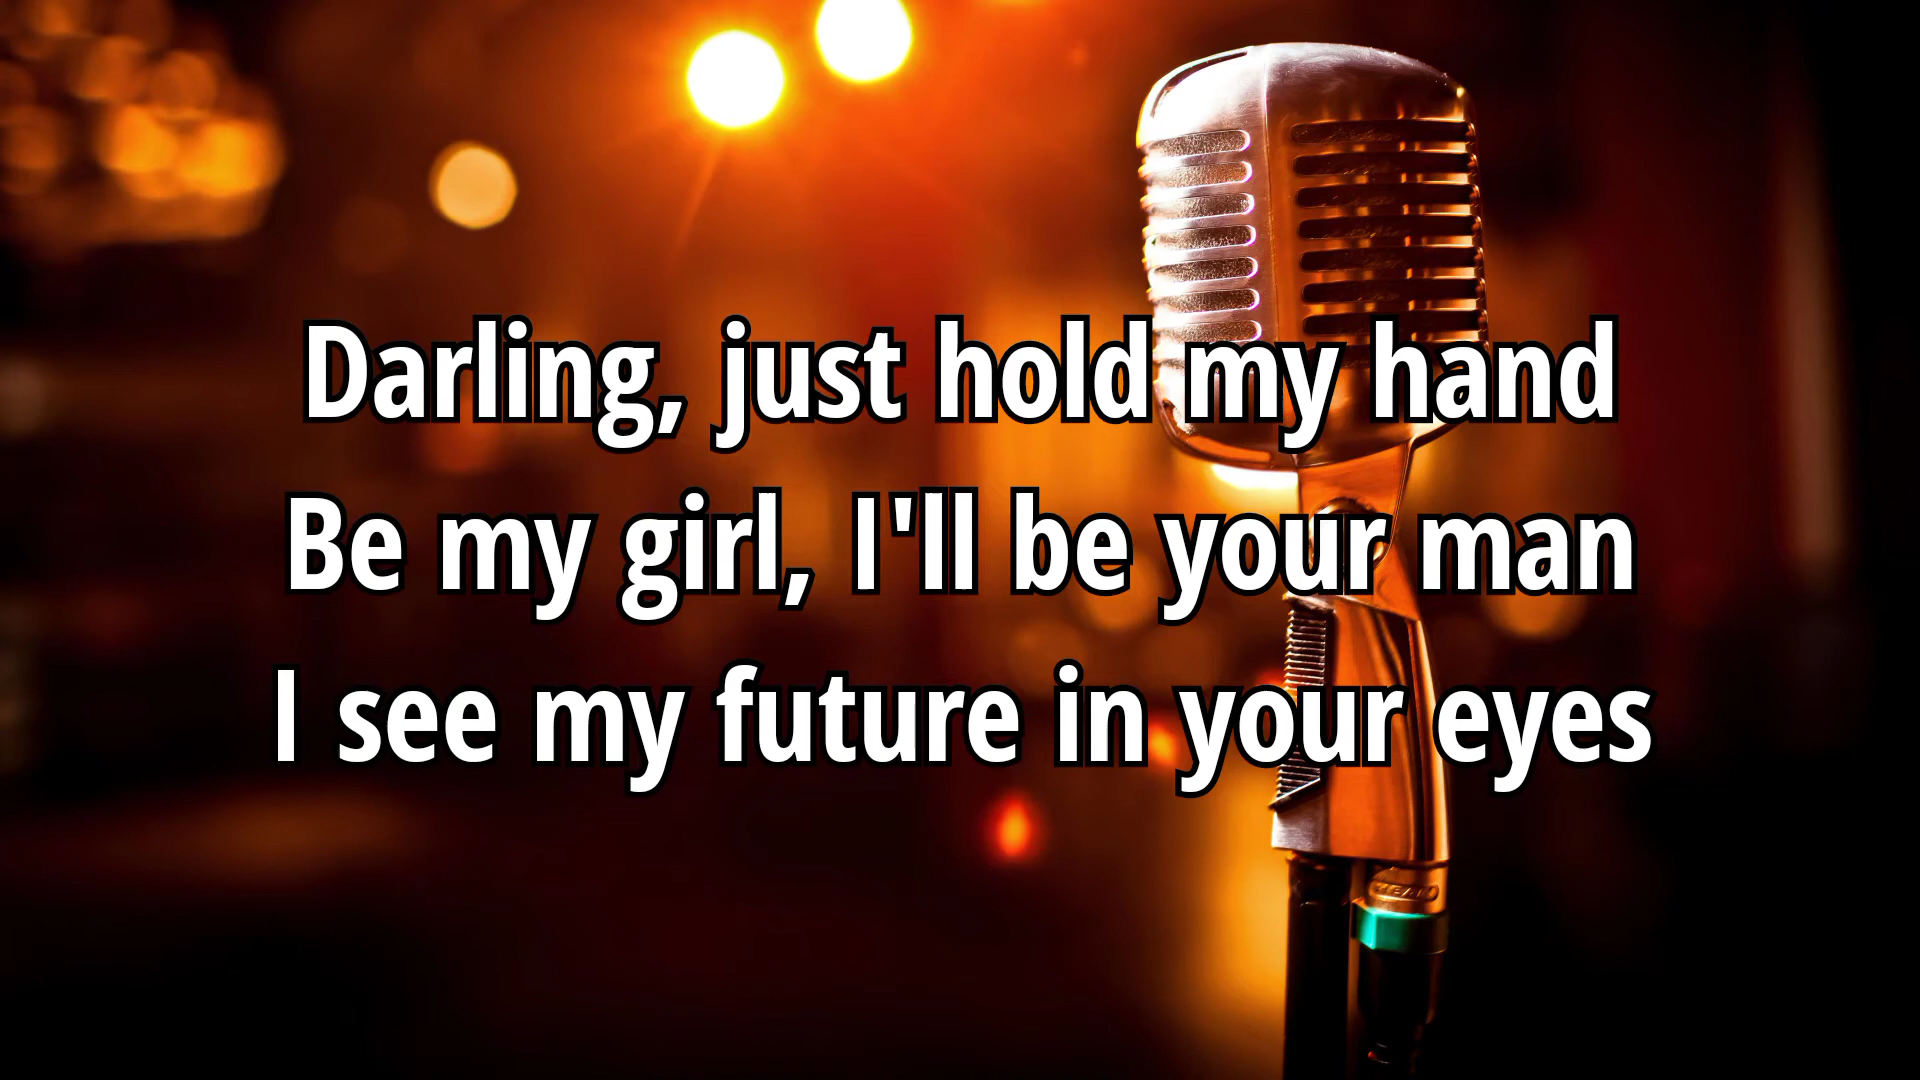 Darling, just hold my hand
Be my girl, I'll be your man
I see my future in your eyes